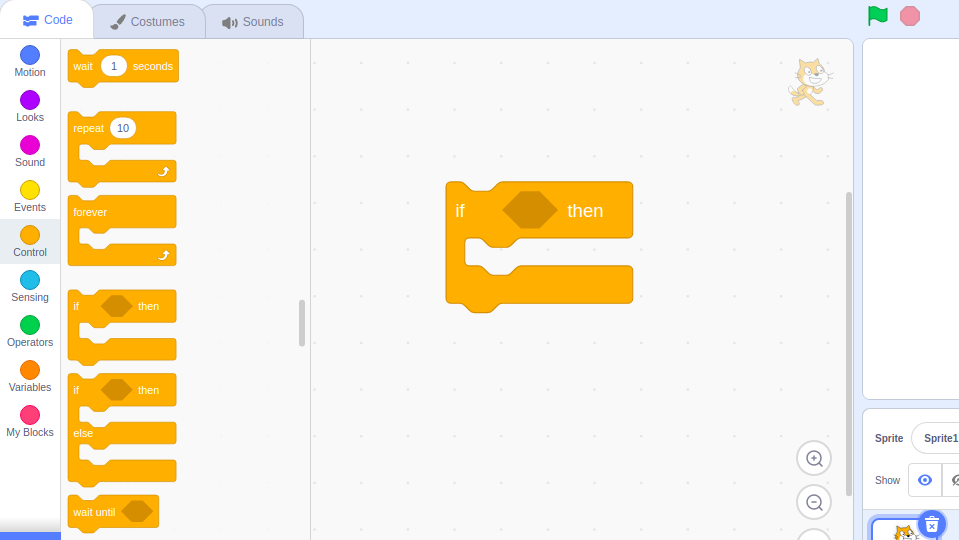 Code
Costumes
Sounds
Motion
Looks
Sound
Events
Control
Sensing
Operators
Variables
My Blocks
wait 1 seconds
repeat 10
forever
if then
if then
else
wait until
if then
Sprite Sprite1
Show